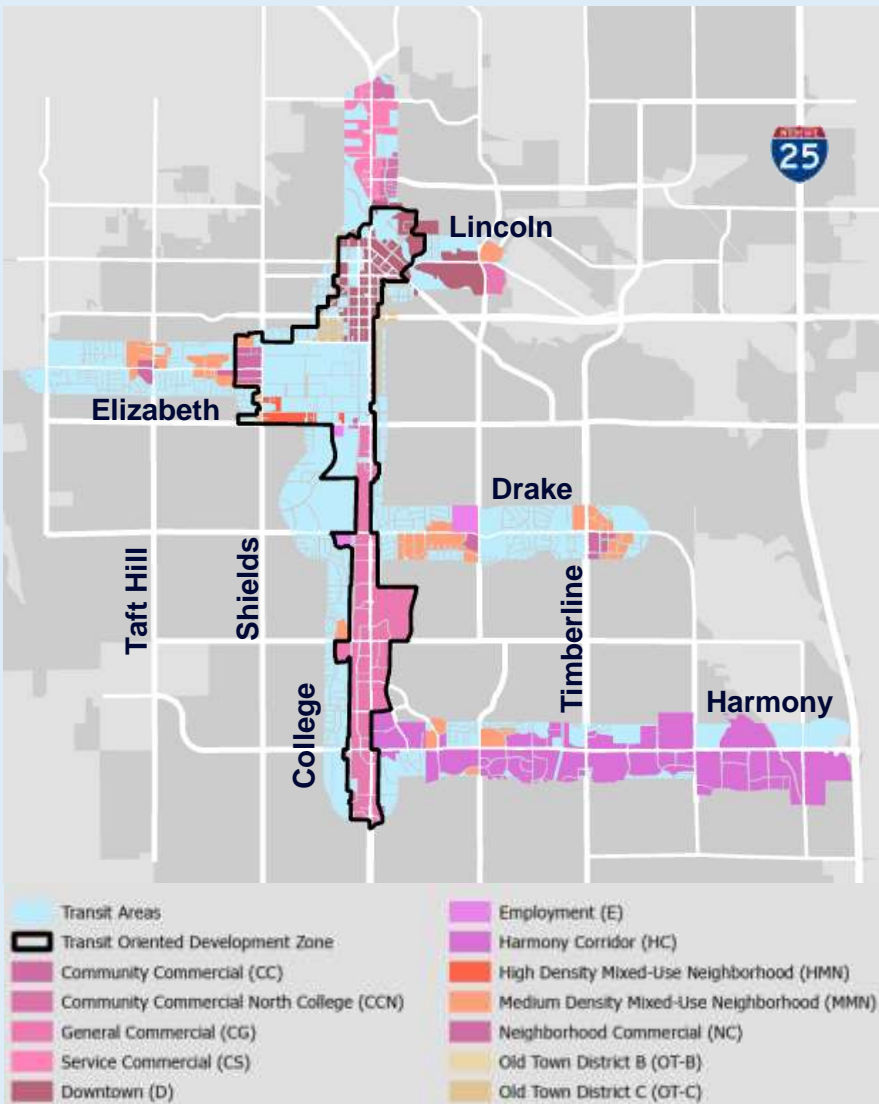 INTERSTATE
25
Lincoln
Elizabeth
Drake
Taft Hill
Shields
Timberline
College
Harmony
Transit Areas
Transit Oriented Development Zone
Community Commercial (CC)
Community Commercial North College (CCN)
General Commercial (CG)
Service Commercial (CS)
Downtown (D)
Employment (E)
Harmony Corridor (HC)
High Density Mixed-Use Neighborhood (HMN)
Medium Density Mixed-Use Neighborhood (MMN)
Neighborhood Commercial (NC)
Old Town District B (OT-B)
Old Town District C (OT-C)